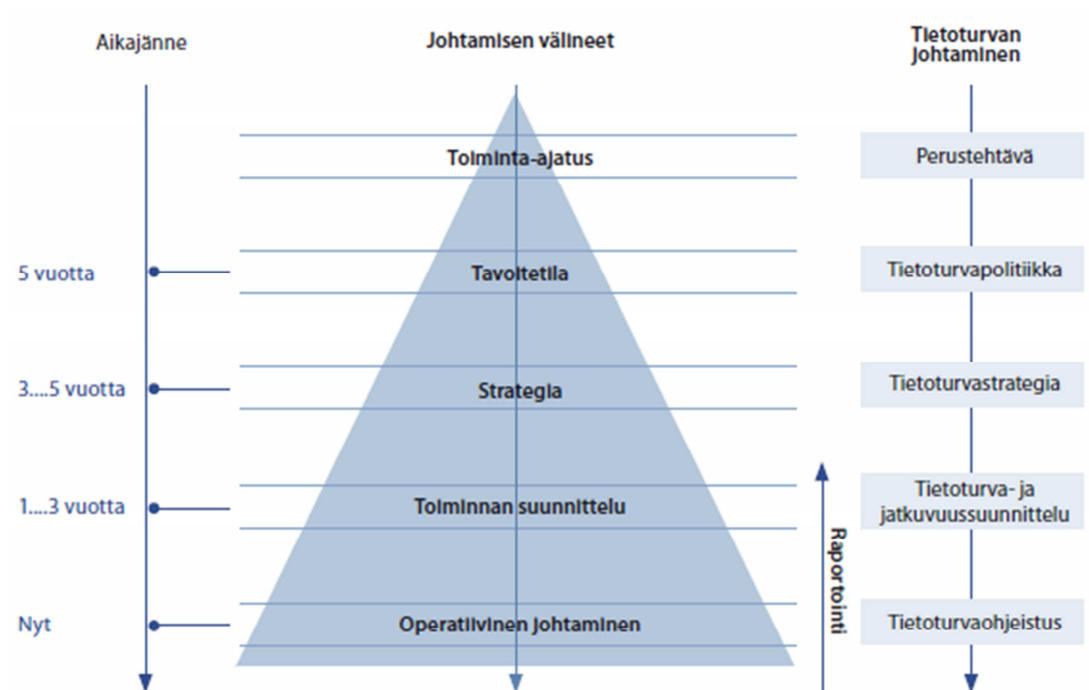 Aikajänne
Johtamisen välineet
Tietoturvan
johtaminen
Toiminta-ajatus
Perustehtävä
5 vuotta
Tavoitetila
Tietoturvapolitiikka
3....5 vuotta
Strategia
Tietoturvastrategia
1....3 vuotta
Toiminnan suunnittelu
Tietoturva- ja
jatkuvuussuunnittelu
Raportointi
Nyt
Operatiivinen johtaminen
Tietoturvaohjeistus